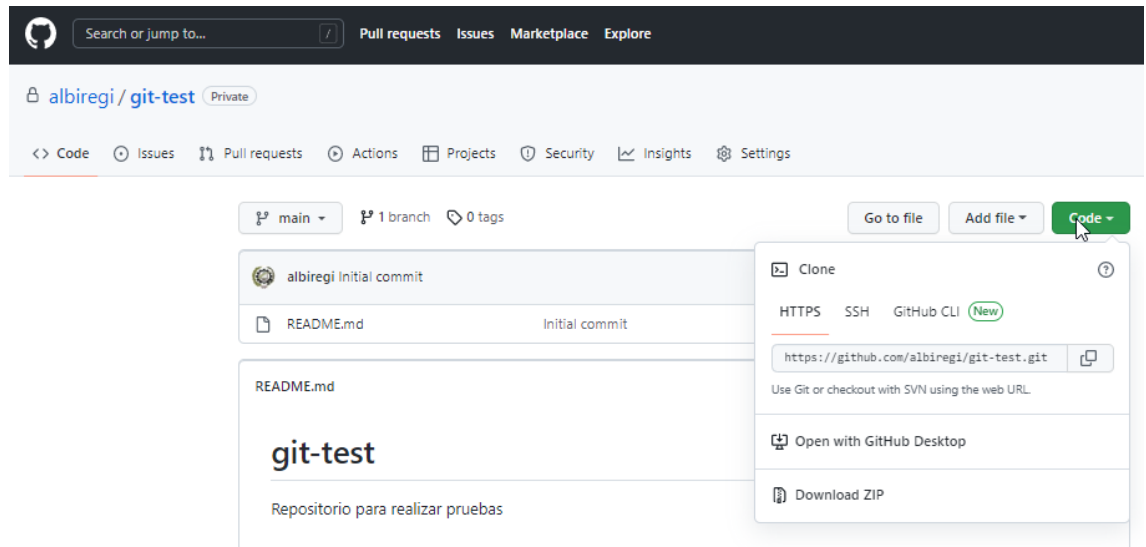 Search or jump to... /
Pull requests Issues Marketplace Explore
albiregi / git-test Private
<> Code Issues Pull requests Actions Projects Security Insights Settings
main 1 branch 0 tags Go to file Add file Code
albiregi Initial commit
README.md Initial commit
README.md
git-test
Repositorio para realizar pruebas
Clone
HTTPS SSH GitHub CLI New
https://github.com/albiregi/git-test.git
Use Git or checkout with SVN using the web URL.
Open with GitHub Desktop
Download ZIP